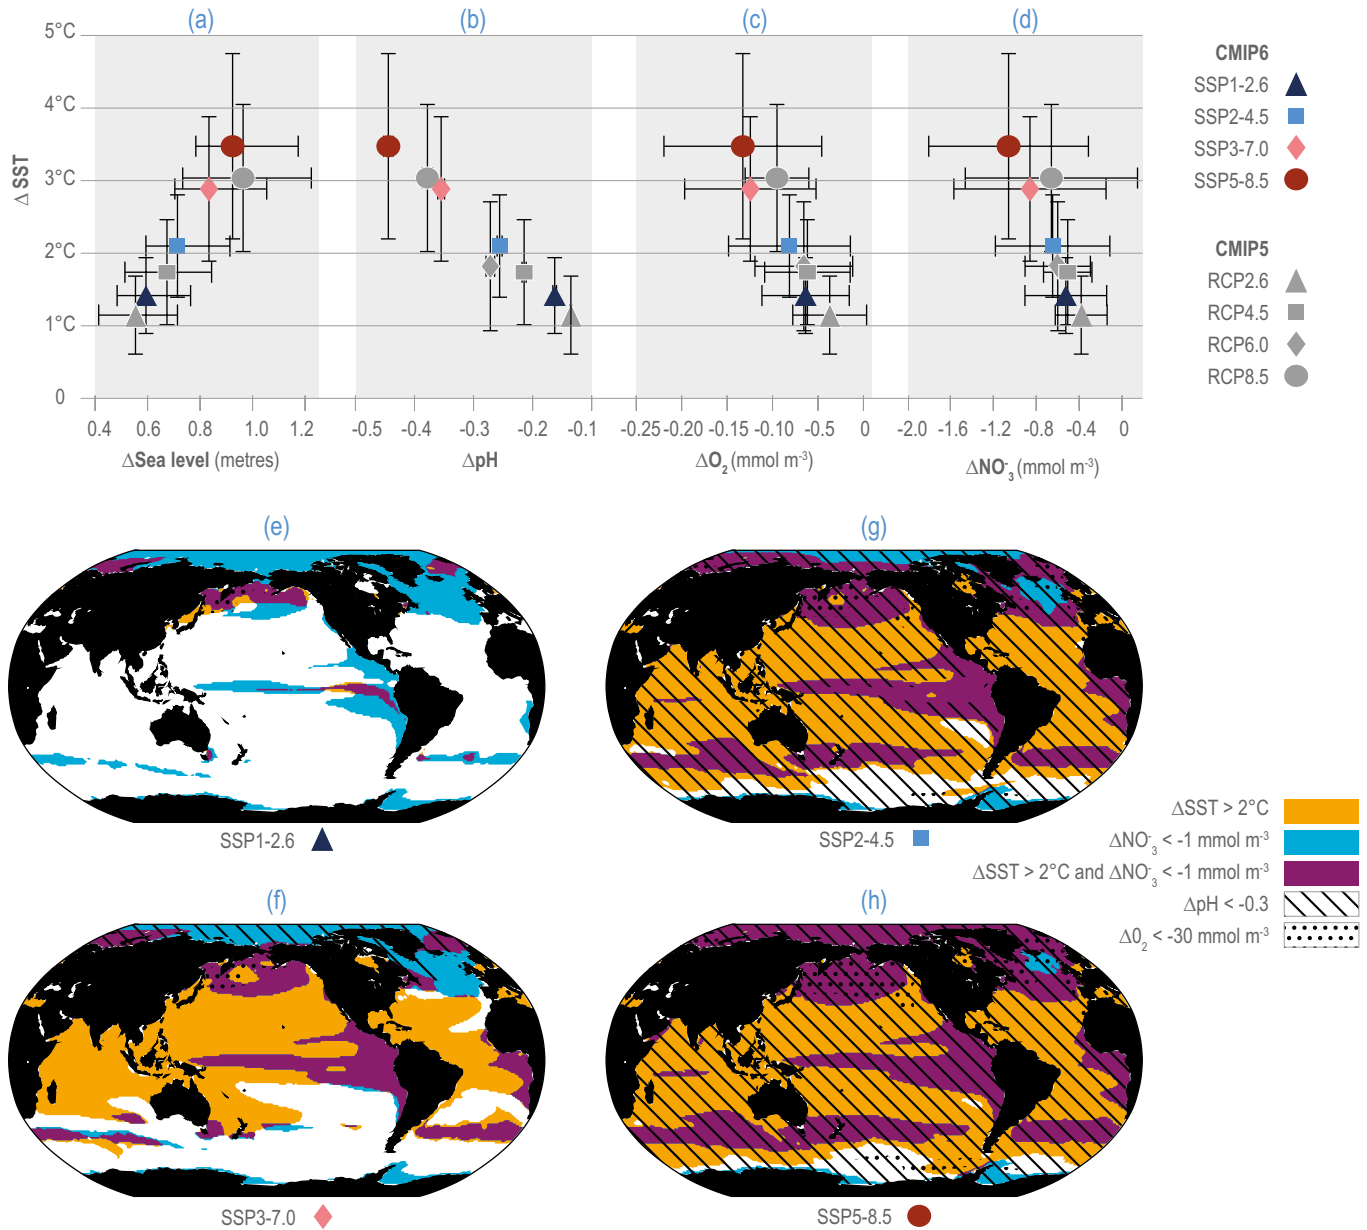 (a) (b) (c) (d)
5°C
4°C
3°C
2°C
1°C
0
Δ SST
0.4 0.6 0.8 1.0 1.2
ΔSea level (metres)
-0.5 -0.4 -0.3 -0.2 -0.1
ΔpH
-0.25 -0.20 -0.15 -0.10 -0.5 -0.1
ΔO₂ (mmol m⁻³)
-2.0 -1.6 -1.2 -0.8 -0.4 0
ΔNO⁻₃ (mmol m⁻³)
CMIP6
SSP1-2.6
SSP2-4.5
SSP3-7.0
SSP5-8.5
CMIP5
RCP2.6
RCP4.5
RCP6.0
RCP8.5
(e) (g)
SSP1-2.6
SSP2-4.5
ΔSST > 2°C
ΔNO⁻₃ < -1 mmol m⁻³
ΔSST > 2°C and ΔNO⁻₃ < -1 mmol m⁻³
ΔpH < -0.3
Δ0₂ < -30 mmol m⁻³
(f) (h)
SSP3-7.0
SSP5-8.5